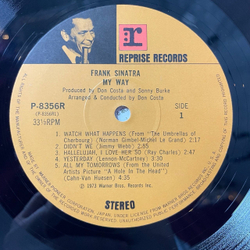 REPRISE RECORDS
FRANK SINATRA
MY WAY
Produced by Don Costa and Sonny Burke
Arranged & Conducted by Don Costa
P-8356R
(P-8356R1)
33⅓RPM
SIDE
1
1. WATCH WHAT HAPPENS (From "The Umbrellas of
Cherbourg") (Norman Gimbel-Michel Le Grand) : 2:17
2. DIDN'T WE (Jimmy Webb) : 2:55
3. HALLELUJAH, I LOVE HER SO (Ray Charles) : 2:47
4. YESTERDAY (Lennon-McCartney) : 3:30
5. ALL MY TOMORROWS (From the United
Artists Picture "A Hole In The Head")
(Cahn-Van Heusen) : 4:35
℗ 1973 Warner Bros. Records Inc.
STEREO